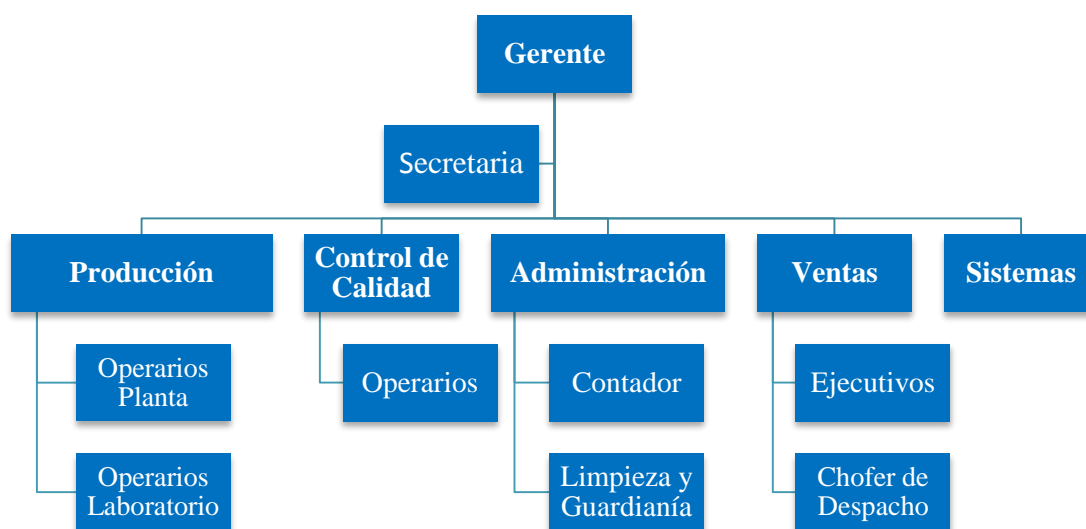 Gerente
Secretaria
Producción
Control de
Calidad
Administración
Ventas
Sistemas
Operarios
Planta
Operarios
Contador
Ejecutivos
Operarios
Laboratorio
Limpieza y
Guardianía
Chofer de
Despacho